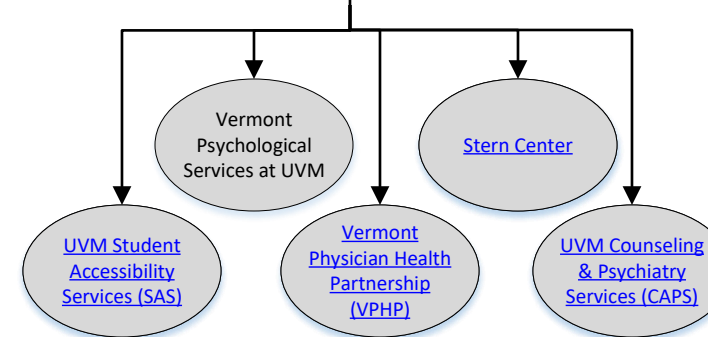 Vermont
Psychological
Services at UVM
Stern Center
UVM Student
Accessibility
Services (SAS)
Vermont
Physician Health
Partnership
(VPHP)
UVM Counseling
& Psychiatry
Services (CAPS)